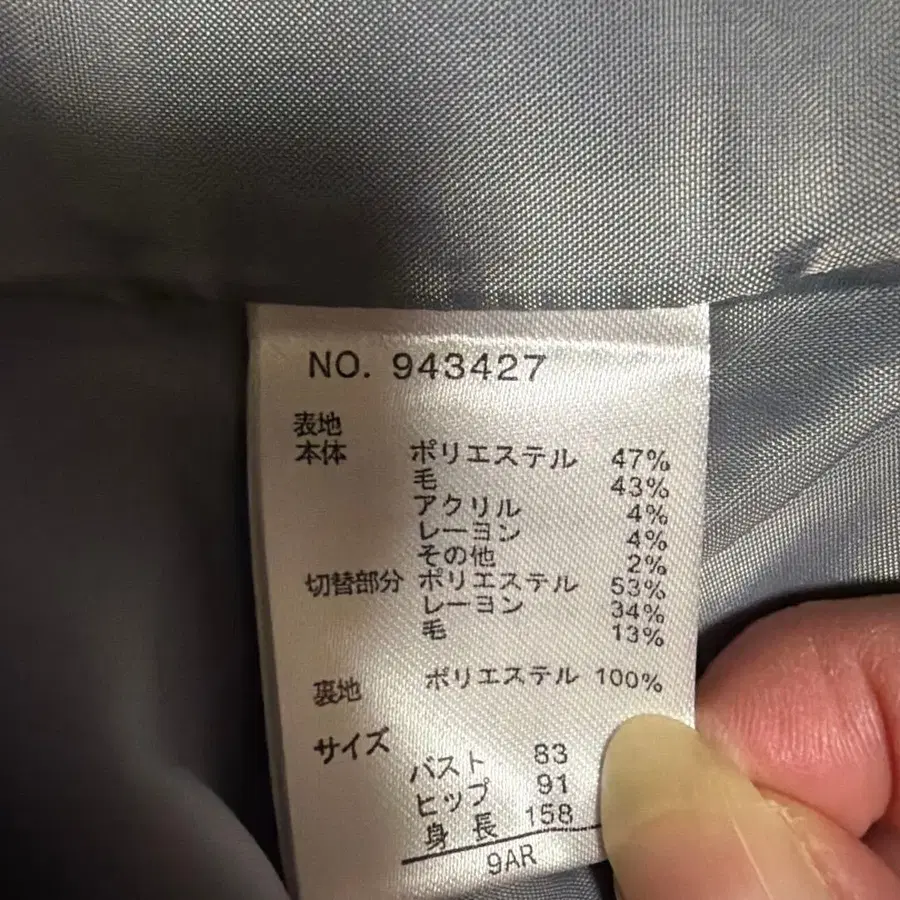 NO. 943427
表地
本体 ポリエステル 47%
毛 43%
アクリル 4%
レーヨン 4%
その他 2%
切替部分 ポリエステル 53%
レーヨン 34%
毛 13%
裏地 ポリエステル 100%
サイズ
バスト 83
ヒップ 91
身長 158
9AR